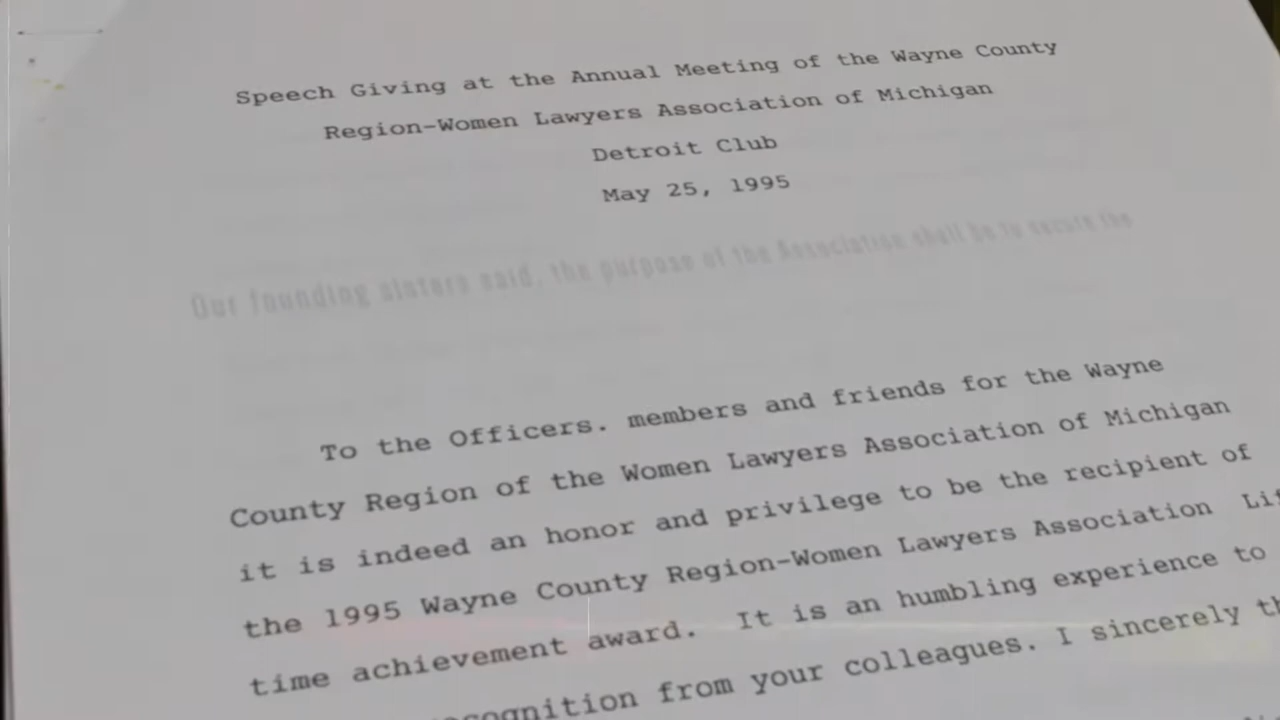 Speech Giving at the Annual Meeting of the Wayne County
Region-Women Lawyers Association of Michigan
Detroit Club
May 25, 1995
Our founding sisters said, the purpose of the Association shall be to secure the
To the Officers. members and friends for the Wayne
County Region of the Women Lawyers Association of Michigan
it is indeed an honor and privilege to be the recipient of
the 1995 Wayne County Region-Women Lawyers Association
time achievement award. It is an humbling experience to
from your colleagues. I sincerely